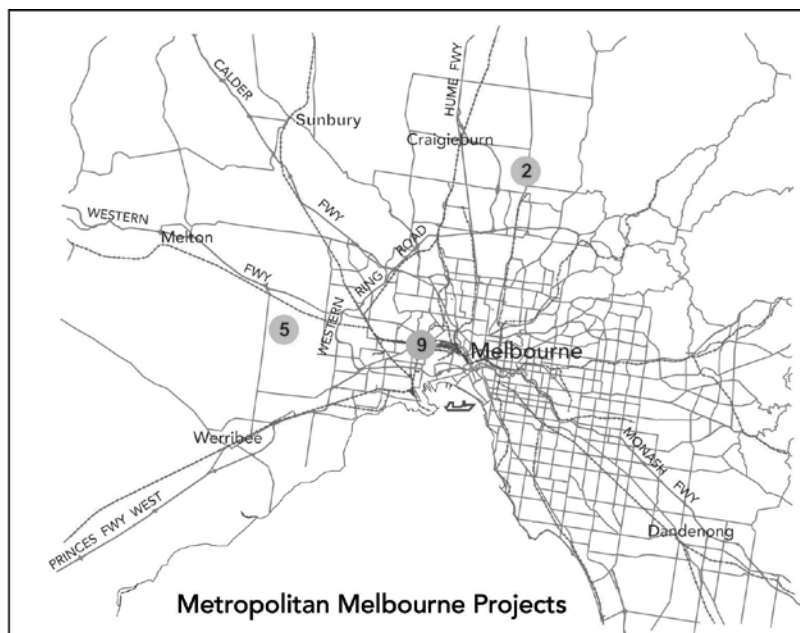 CALDER
HUME FWY
Sunbury
Craigieburn
2
WESTERN
FWY
ROAD
Melton
FWY
RING
5
WESTERN
9
Melbourne
Werribee
MONASH FWY
PRINCES FWY WEST
Dandenong
Metropolitan Melbourne Projects